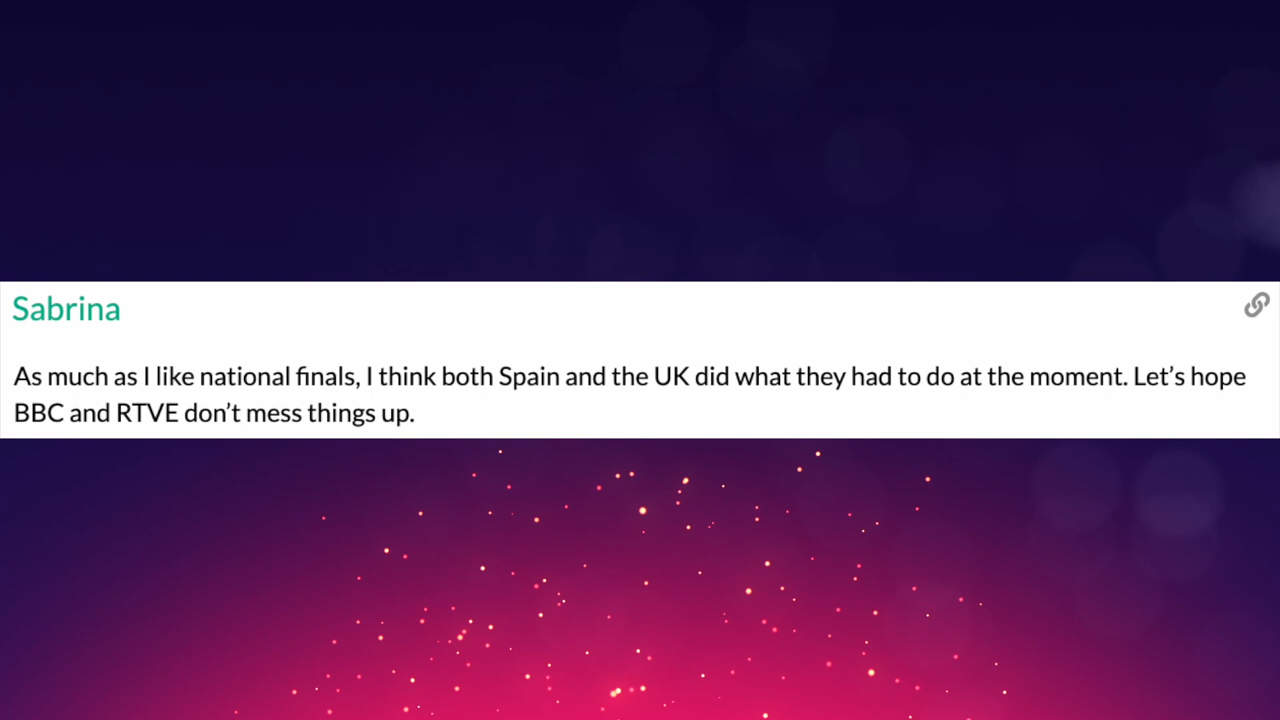 Sabrina
As much as I like national finals, I think both Spain and the UK did what they had to do at the moment. Let’s hope
BBC and RTVE don’t mess things up.